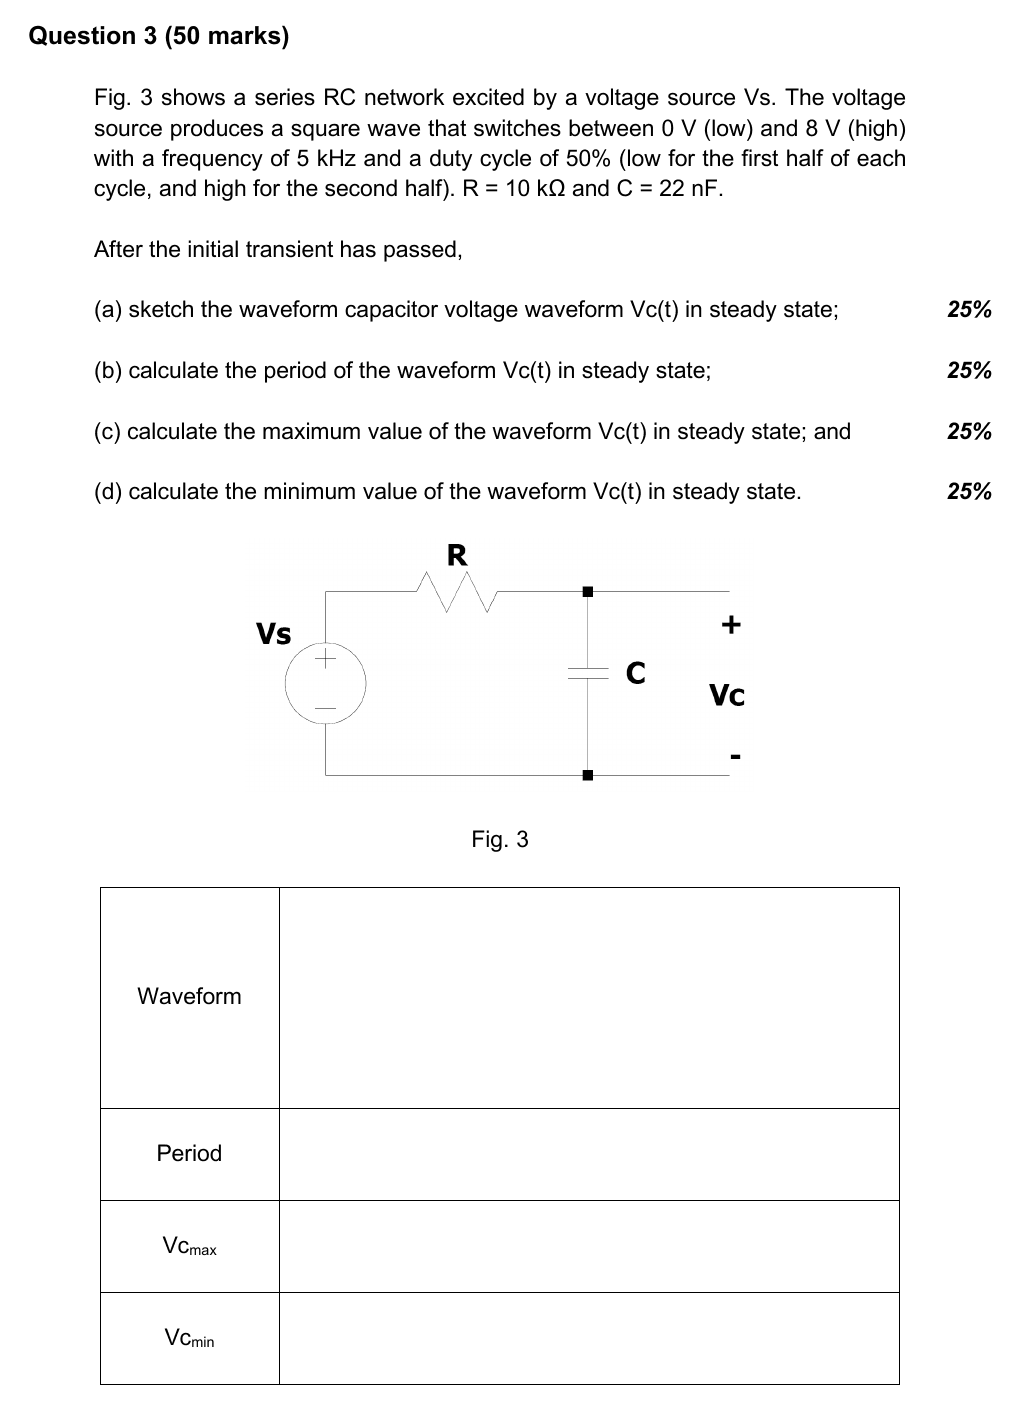 Question 3 (50 marks)
Fig. 3 shows a series RC network excited by a voltage source Vs. The voltage
source produces a square wave that switches between 0 V (low) and 8 V (high)
with a frequency of 5 kHz and a duty cycle of 50% (low for the first half of each
cycle, and high for the second half). R = 10 kΩ and C = 22 nF.
After the initial transient has passed,
(a) sketch the waveform capacitor voltage waveform Vc(t) in steady state; 25%
(b) calculate the period of the waveform Vc(t) in steady state; 25%
(c) calculate the maximum value of the waveform Vc(t) in steady state; and 25%
(d) calculate the minimum value of the waveform Vc(t) in steady state. 25%
R
Vs
+
+
C
Vc
-
Fig. 3
Waveform
Period
Vcmax
Vcmin